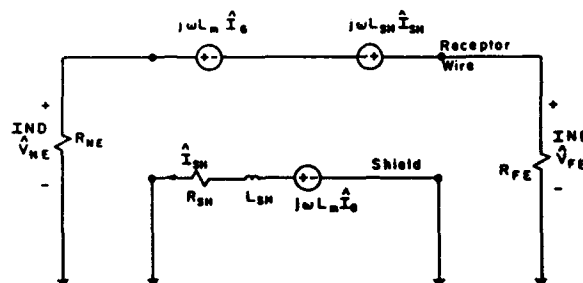 jωL_m Î_G
jωL_SH Î_SH
Receptor
Wire
+
IND
V̂_NE
R_NE
-
+
IND
V̂_FE
R_FE
-
Î_SH
R_SH
L_SH
+-
jωL_m Î_G
Shield
+-
-+